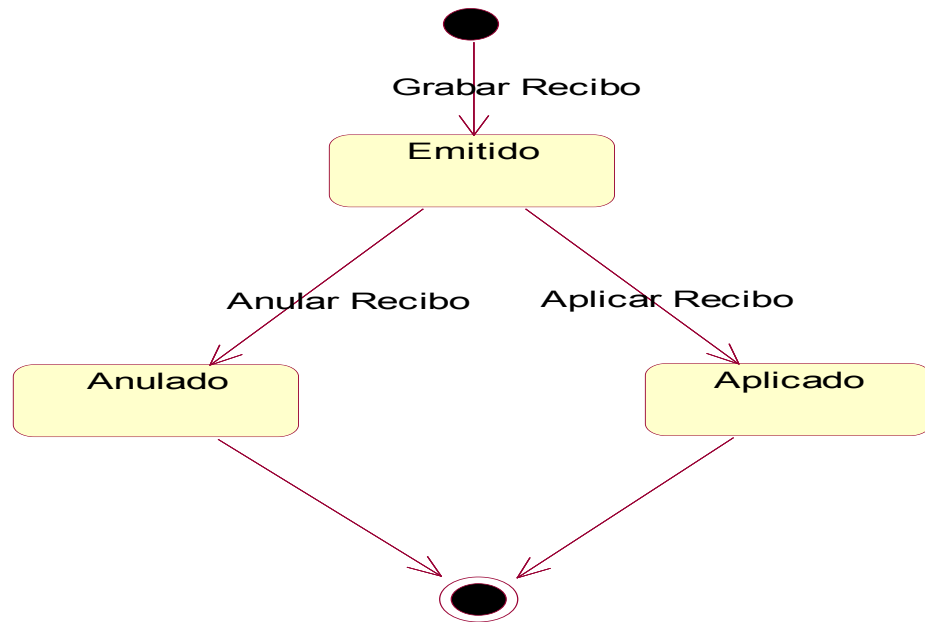 Grabar Recibo
Emitido
Anular Recibo
Aplicar Recibo
Anulado
Aplicado